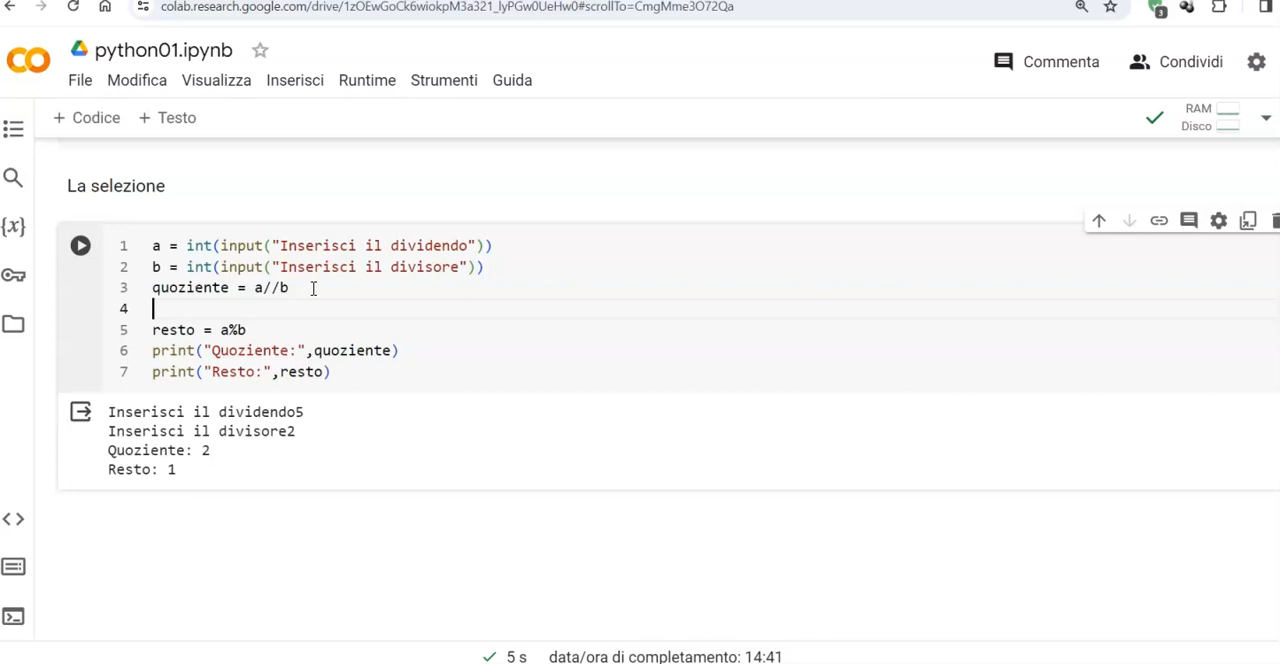 colab.research.google.com/drive/1zOEwGoCk6wiokpM3a321_lyPGw0UeHw0#scrollTo=CmgMme3O72Qa
3
CO
python01.ipynb
File Modifica Visualizza Inserisci Runtime Strumenti Guida
Commenta
Condividi
+ Codice + Testo
RAM
Disco
La selezione
{x}
1 a = int(input("Inserisci il dividendo"))
2 b = int(input("Inserisci il divisore"))
3 quoziente = a//b
4
5 resto = a%b
6 print("Quoziente:",quoziente)
7 print("Resto:",resto)
Inserisci il dividendo5
Inserisci il divisore2
Quoziente: 2
Resto: 1
5 s data/ora di completamento: 14:41